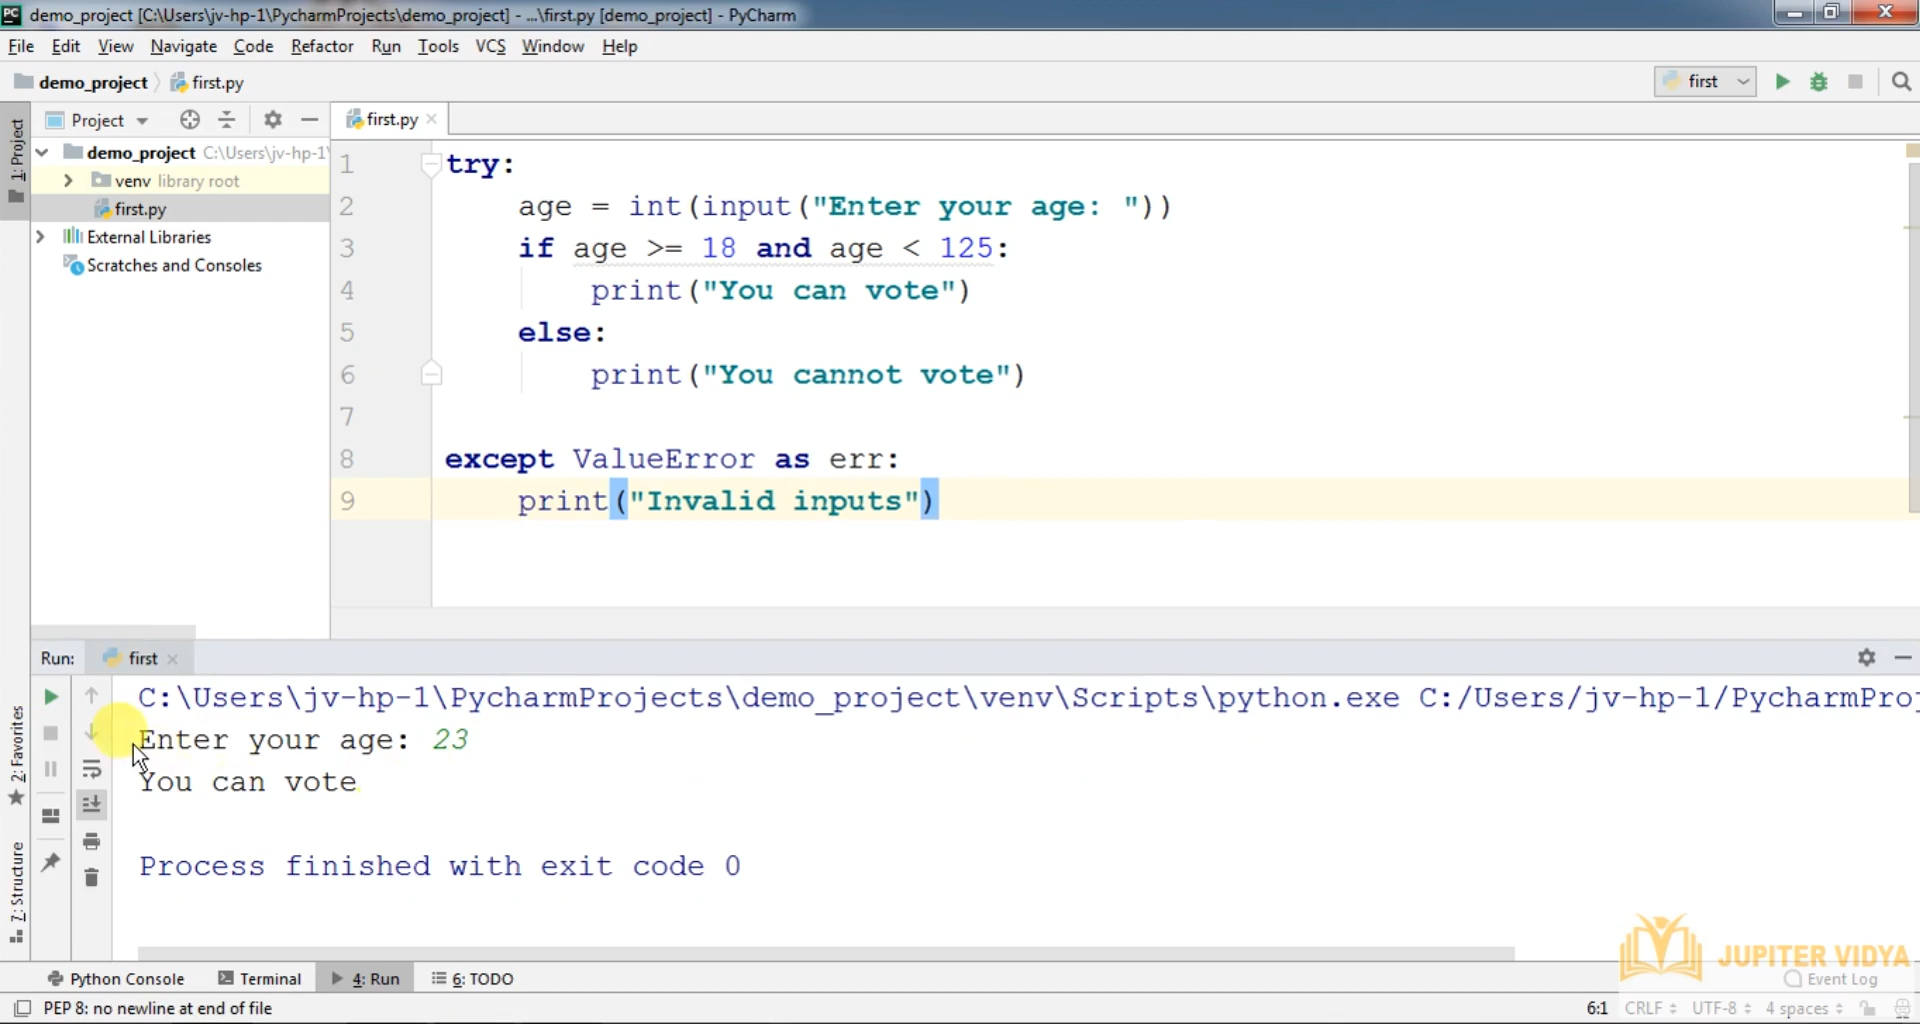 demo_project [C:\Users\jv-hp-1\PycharmProjects\demo_project] - ...\first.py [demo_project] - PyCharm
File Edit View Navigate Code Refactor Run Tools VCS Window Help
demo_project first.py
first
1: Project
Project
first.py
demo_project C:\Users\jv-hp-1\
venv library root
first.py
External Libraries
Scratches and Consoles
1 try:
2 age = int(input("Enter your age: "))
3 if age >= 18 and age < 125:
4 print("You can vote")
5 else:
6 print("You cannot vote")
7
8 except ValueError as err:
9 print("Invalid inputs")
Run: first
C:\Users\jv-hp-1\PycharmProjects\demo_project\venv\Scripts\python.exe C:/Users/jv-hp-1/PycharmProj
Enter your age: 23
You can vote
Process finished with exit code 0
2: Favorites
7: Structure
JUPITER VIDYA
Python Console Terminal 4: Run 6: TODO Event Log
PEP 8: no newline at end of file 6:1 CRLF UTF-8 4 spaces